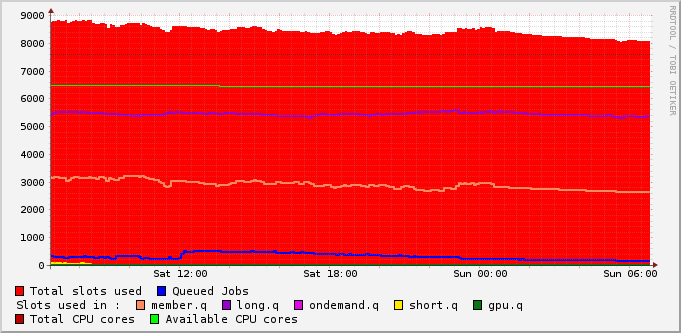 9000
8000
7000
6000
5000
4000
3000
2000
1000
0
Sat 12:00 Sat 18:00 Sun 00:00 Sun 06:00
RRDTOOL / TOBI OETIKER
Total slots used Queued Jobs
Slots used in : member.q long.q ondemand.q short.q gpu.q
Total CPU cores Available CPU cores